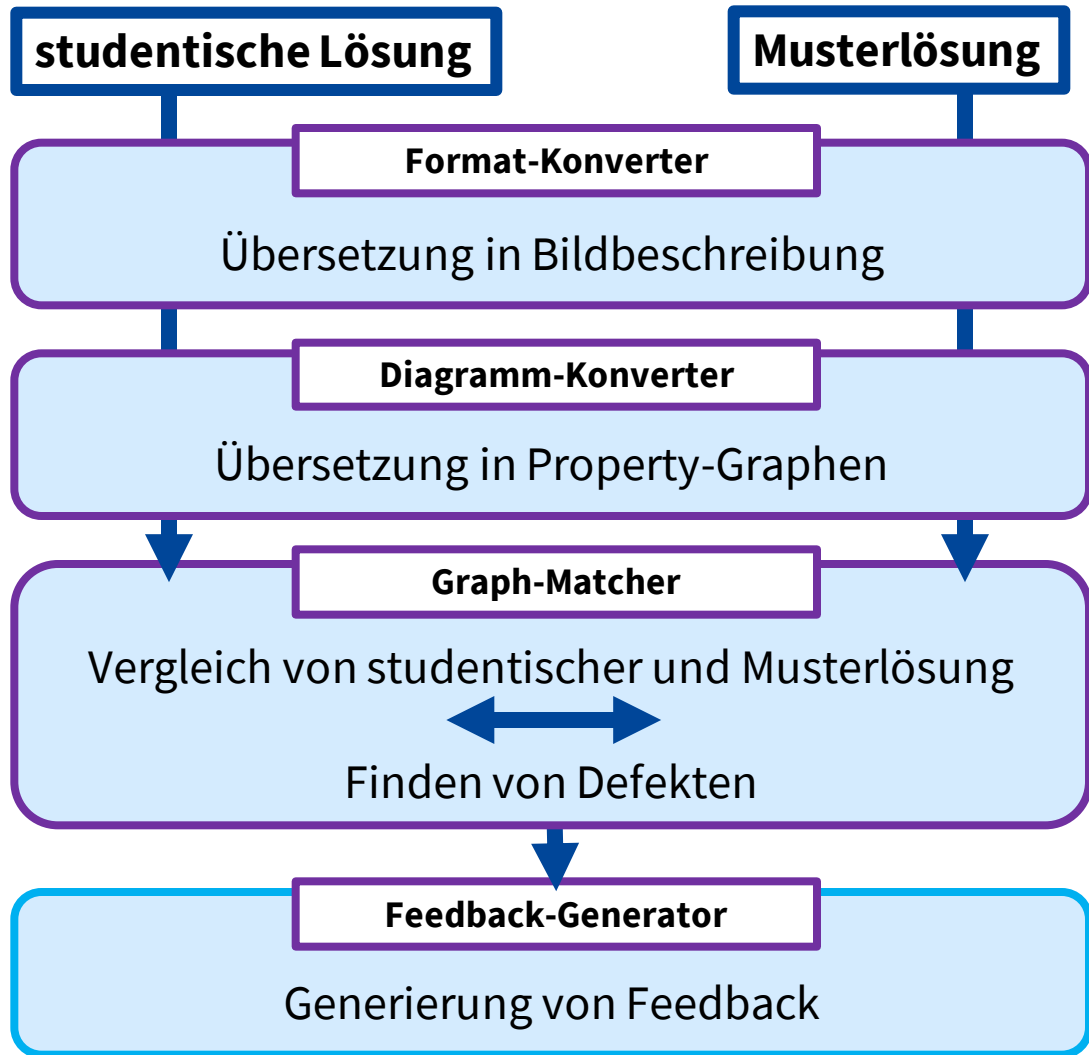 studentische Lösung
Musterlösung
Format-Konverter
Übersetzung in Bildbeschreibung
Diagramm-Konverter
Übersetzung in Property-Graphen
Graph-Matcher
Vergleich von studentischer und Musterlösung
Finden von Defekten
Feedback-Generator
Generierung von Feedback